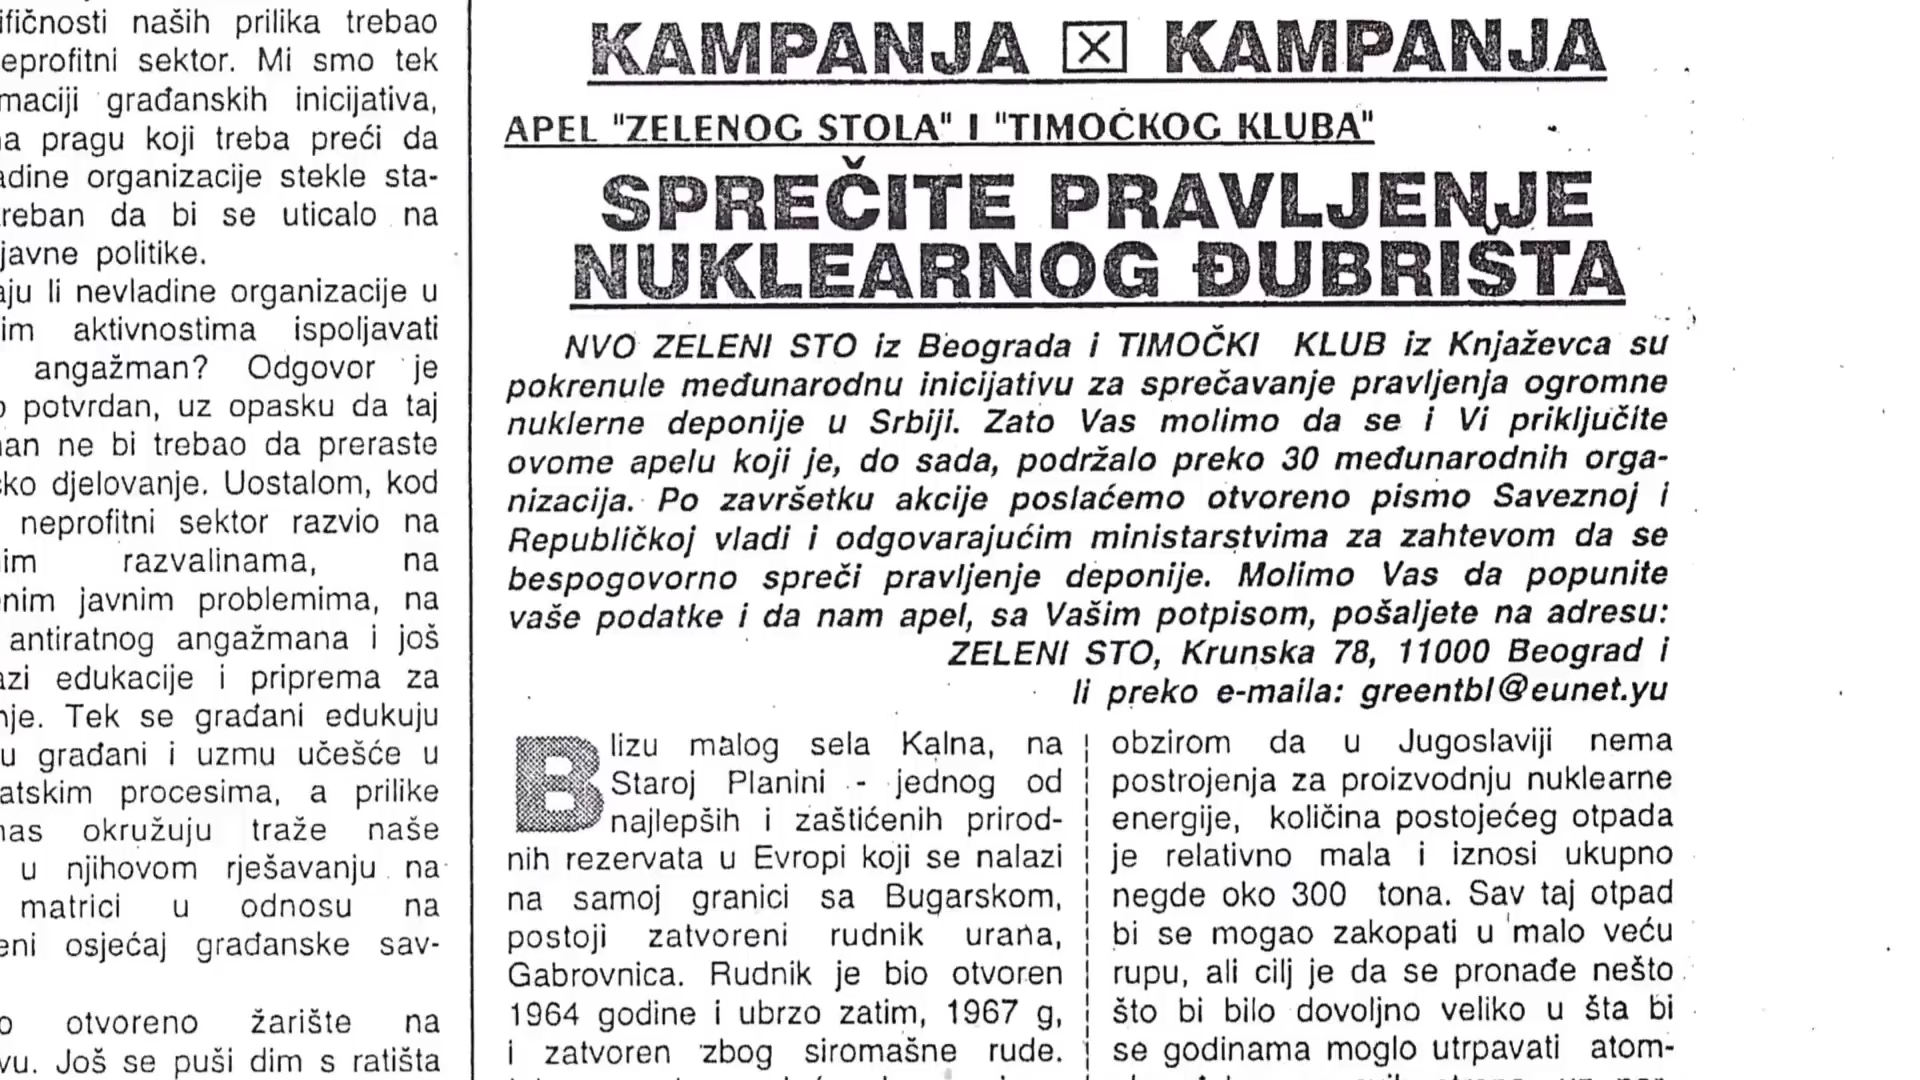 ifičnosti naših prilika trebao
eprofitni sektor. Mi smo tek
maciji građanskih inicijativa,
na pragu koji treba preći da
adine organizacije stekle sta-
reban da bi se uticalo na
javne politike.
aju li nevladine organizacije u
im aktivnostima ispoljavati
angažman? Odgovor je
o potvrdan, uz opasku da taj
man ne bi trebao da preraste
čko djelovanje. Uostalom, kod
neprofitni sektor razvio na
nim razvalinama, na
enim javnim problemima, na
antiratnog angažmana i još
azi edukacije i priprema za
nje. Tek se građani edukuju
u građani i uzmu učešće u
atskim procesima, a prilike
nas okružuju traže naše
u njihovom rješavanju na
matrici u odnosu na
eni osjećaj građanske sav-
o otvoreno žarište na
vu. Još se puši dim s ratišta
KAMPANJA KAMPANJA
APEL "ZELENOG STOLA" I "TIMOČKOG KLUBA"
SPREČITE PRAVLJENJE
NUKLEARNOG ĐUBRIŠTA
NVO ZELENI STO iz Beograda i TIMOČKI KLUB iz Knjaževca su
pokrenule međunarodnu inicijativu za sprečavanje pravljenja ogromne
nuklerne deponije u Srbiji. Zato Vas molimo da se i Vi priključite
ovome apelu koji je, do sada, podržalo preko 30 međunarodnih orga-
nizacija. Po završetku akcije poslaćemo otvoreno pismo Saveznoj i
Republičkoj vladi i odgovarajućim ministarstvima za zahtevom da se
bespogovorno spreči pravljenje deponije. Molimo Vas da popunite
vaše podatke i da nam apel, sa Vašim potpisom, pošaljete na adresu:
ZELENI STO, Krunska 78, 11000 Beograd i
li preko e-maila: greentbl@eunet.yu
Blizu malog sela Kalna, na
Staroj Planini - jednog od
najlepših i zaštićenih prirod-
nih rezervata u Evropi koji se nalazi
na samoj granici sa Bugarskom,
postoji zatvoreni rudnik urana,
Gabrovnica. Rudnik je bio otvoren
1964 godine i ubrzo zatim, 1967 g,
i zatvoren zbog siromašne rude.
obzirom da u Jugoslaviji nema
postrojenja za proizvodnju nuklearne
energije, količina postojećeg otpada
je relativno mala i iznosi ukupno
negde oko 300 tona. Sav taj otpad
bi se mogao zakopati u malo veću
rupu, ali cilj je da se pronađe nešto
što bi bilo dovoljno veliko u šta bi
se godinama moglo utrpavati atom-